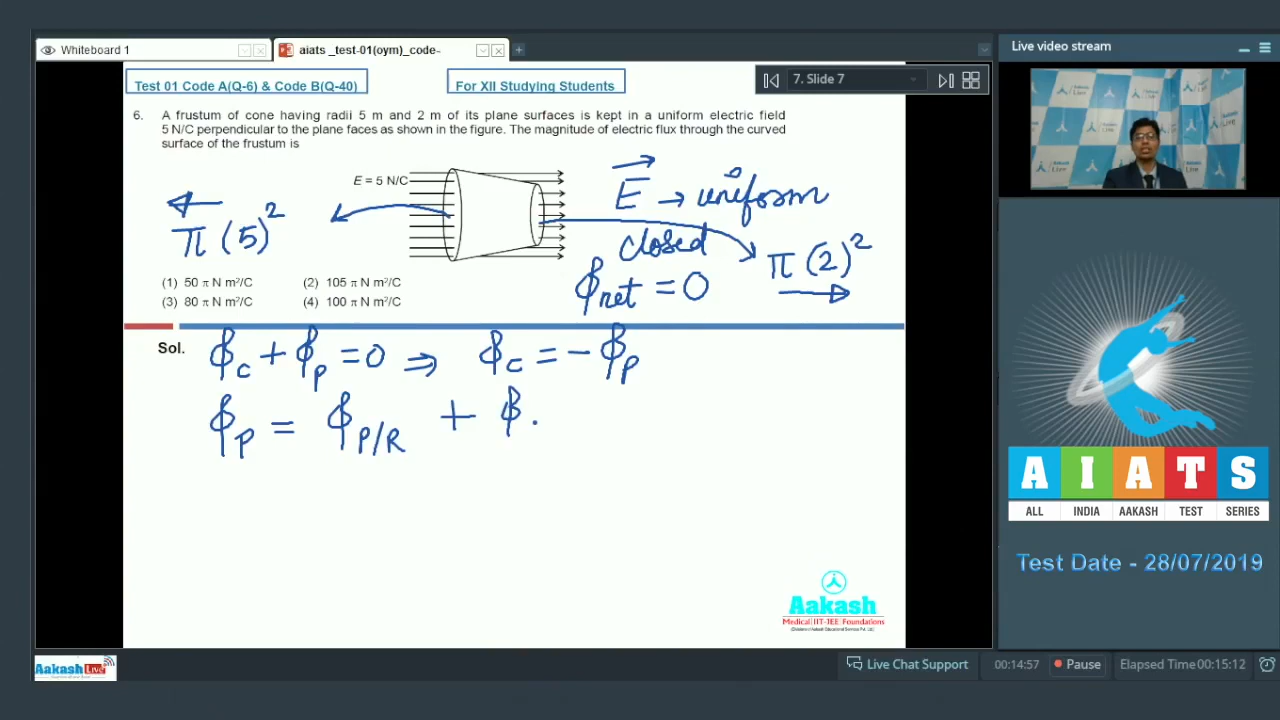 Whiteboard 1
aiats _test-01(oym)_code-
Live video stream
Test 01 Code A(Q-6) & Code B(Q-40)
For XII Studying Students
7. Slide 7
6. A frustum of cone having radii 5 m and 2 m of its plane surfaces is kept in a uniform electric field
5 N/C perpendicular to the plane faces as shown in the figure. The magnitude of electric flux through the curved
surface of the frustum is
E = 5 N/C
E → uniform
π (5)²
closed
π (2)²
ϕnet = 0
(1) 50 π N m²/C (2) 105 π N m²/C
(3) 80 π N m²/C (4) 100 π N m²/C
Sol. ϕc + ϕp = 0 ⇒ ϕc = - ϕp
ϕp = ϕP/R + ϕ.
A I A T S
ALL INDIA AAKASH TEST SERIES
Test Date - 28/07/2019
Aakash
Medical|IIT-JEE|Foundations
Aakash Live
Live Chat Support
00:14:57
Pause
Elapsed Time 00:15:12